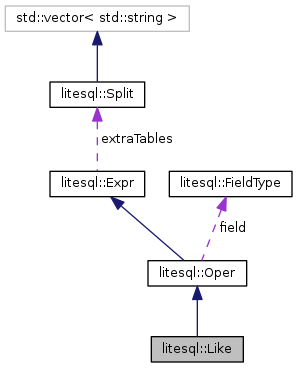 std::vector< std::string >
litesql::Split
extraTables
litesql::Expr
litesql::FieldType
field
litesql::Oper
litesql::Like